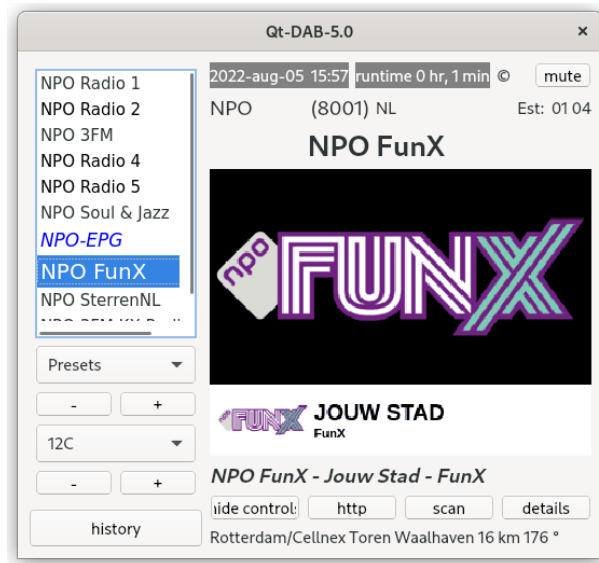 Qt-DAB-5.0 ×
NPO Radio 1
NPO Radio 2
NPO 3FM
NPO Radio 4
NPO Radio 5
NPO Soul & Jazz
NPO-EPG
NPO FunX
NPO SterrenNL
Presets
- +
12C
- +
history
2022-aug-05 15:57 runtime 0 hr, 1 min © mute
NPO (8001) NL Est: 01 04
NPO FunX
npo FUNX
FUNX JOUW STAD
FunX
NPO FunX - Jouw Stad - FunX
ide control http scan details
Rotterdam/Cellnex Toren Waalhaven 16 km 176 °